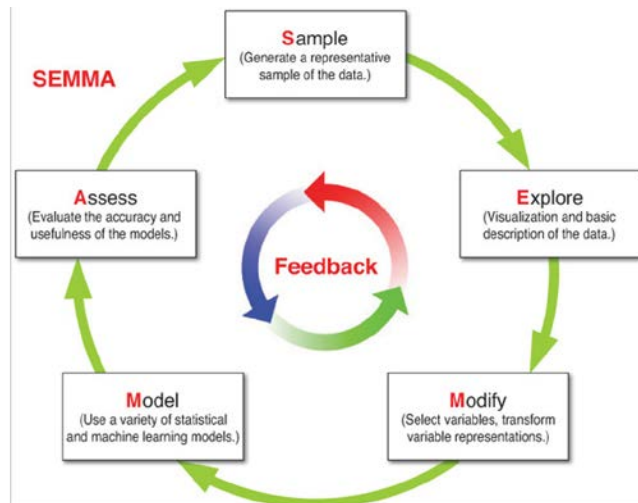 SEMMA
Sample
(Generate a representative
sample of the data.)
Explore
(Visualization and basic
description of the data.)
Modify
(Select variables, transform
variable representations.)
Model
(Use a variety of statistical
and machine learning models.)
Assess
(Evaluate the accuracy and
usefulness of the models.)
Feedback